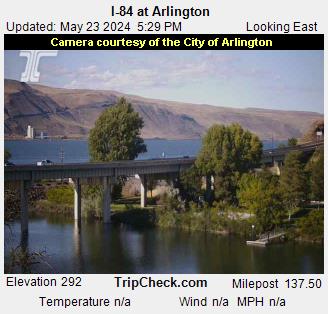 I-84 at Arlington
Updated: May 23 2024 5:29 PM Looking East
Camera courtesy of the City of Arlington
Elevation 292 TripCheck.com Milepost 137.50
Temperature n/a Wind n/a MPH n/a